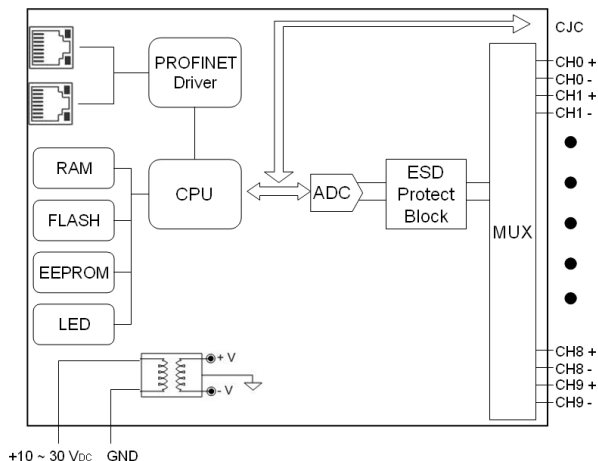 CJC
PROFINET
Driver
CH0 +
CH0 -
CH1 +
CH1 -
RAM
CPU
ADC
ESD
Protect
Block
FLASH
MUX
EEPROM
LED
+ V
- V
CH8 +
CH8 -
CH9 +
CH9 -
+10 ~ 30 VDC
GND